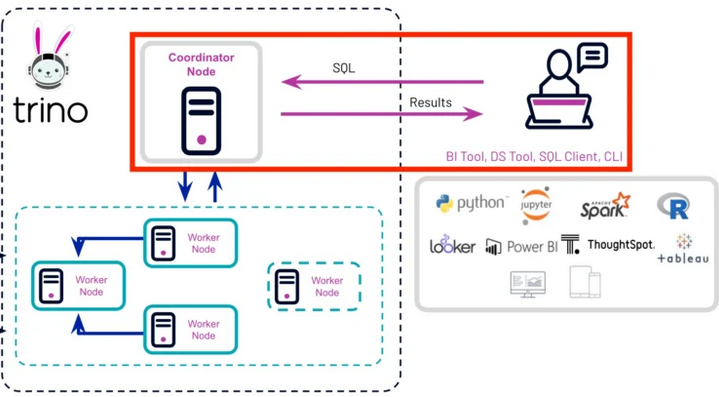 trino
Coordinator
Node
SQL
Results
BI Tool, DS Tool, SQL Client, CLI
Worker
Node
Worker
Node
Worker
Node
Worker
Node
python™
jupyter
APACHE
Spark
R
looker
Power BI
T. ThoughtSpot.
+ableau